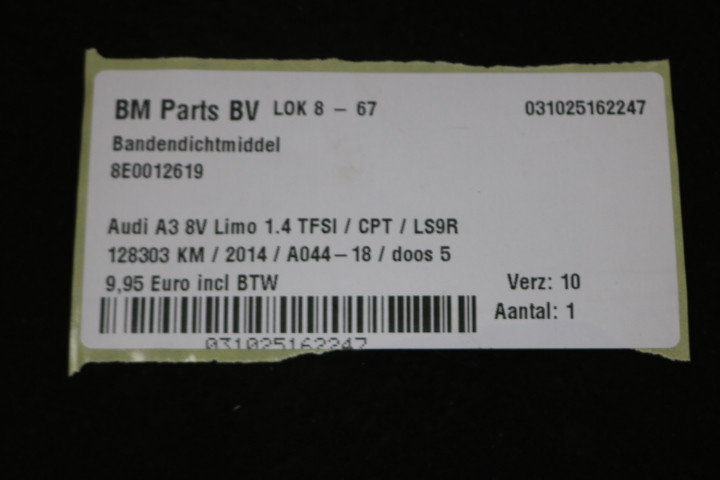 BM Parts BV LOK 8 - 67 031025162247
Bandendichtmiddel
8E0012619
Audi A3 8V Limo 1.4 TFSI / CPT / LS9R
128303 KM / 2014 / A044-18 / doos 5
9,95 Euro incl BTW Verz: 10
Aantal: 1
031025162247